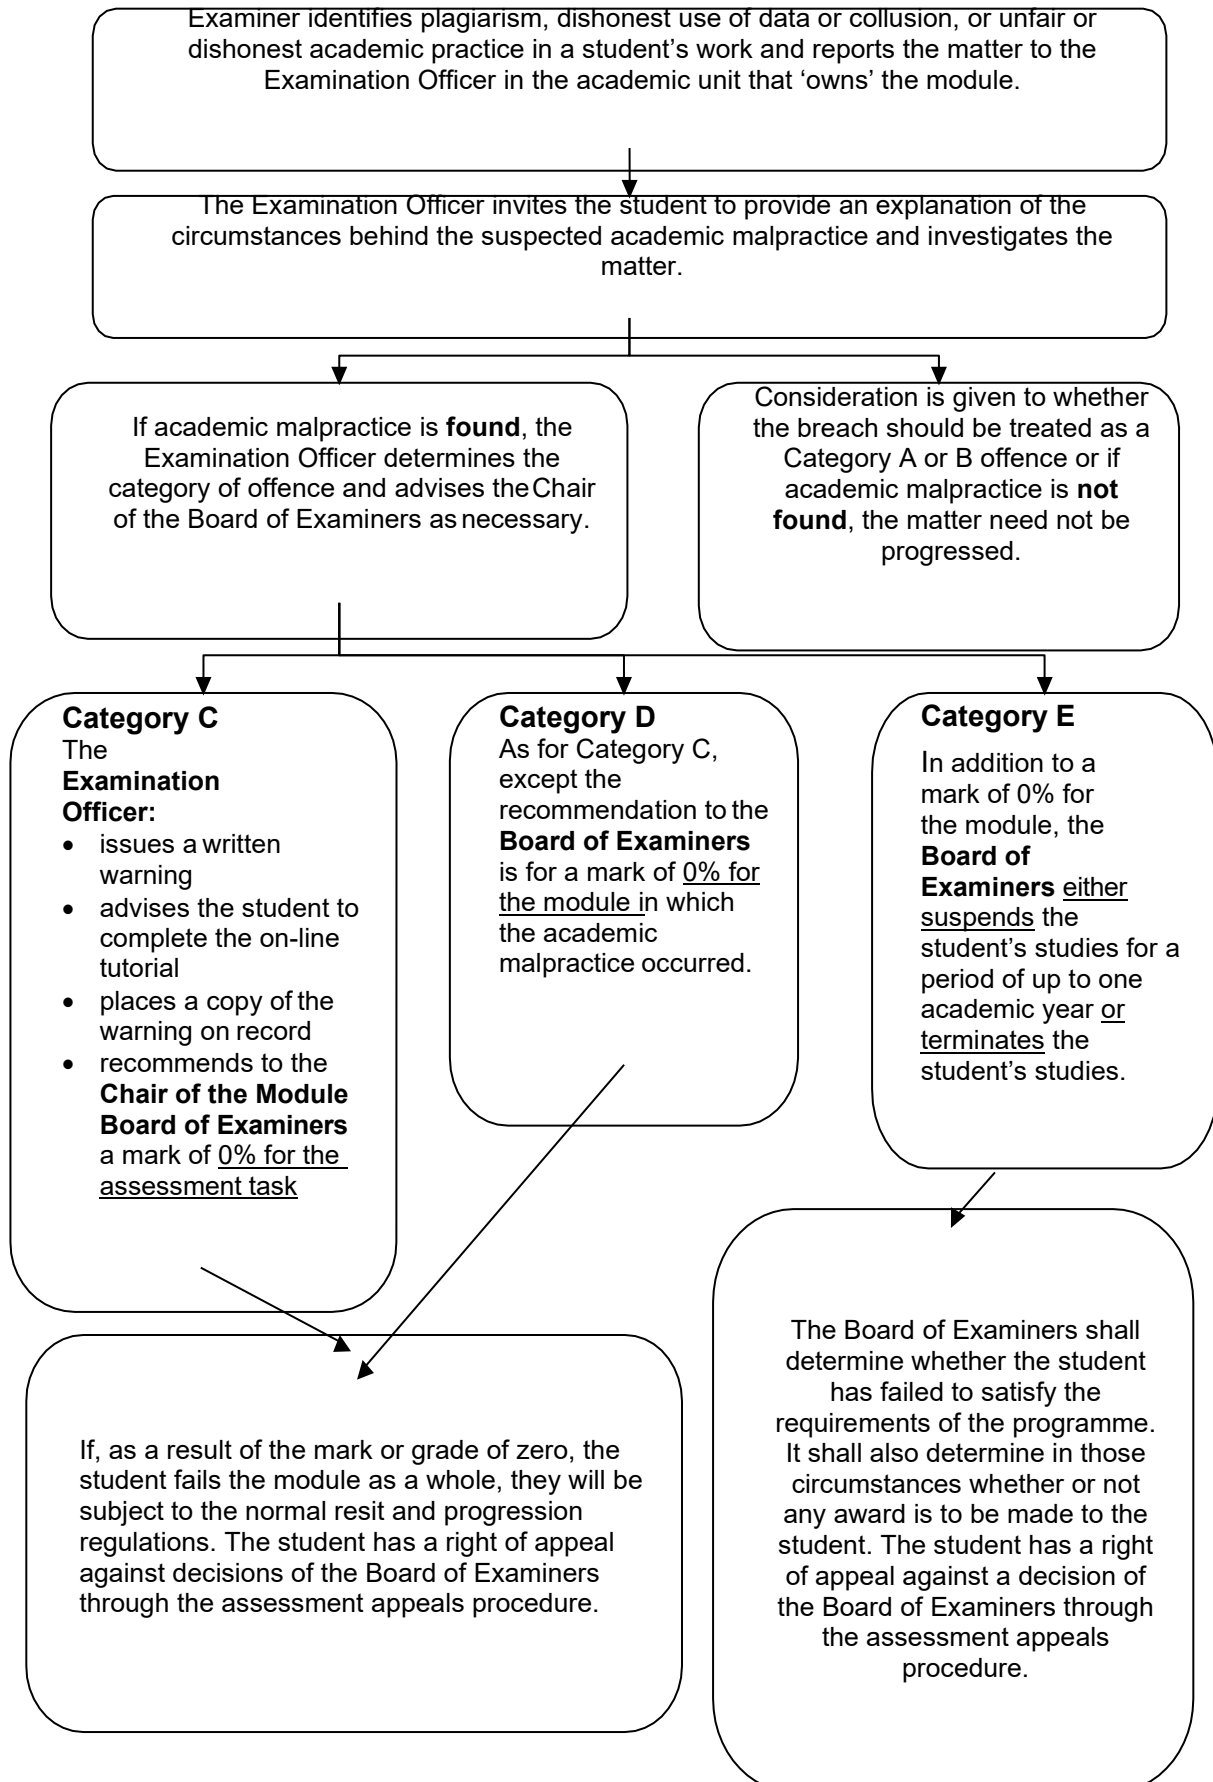 Examiner identifies plagiarism, dishonest use of data or collusion, or unfair or
dishonest academic practice in a student’s work and reports the matter to the
Examination Officer in the academic unit that ‘owns’ the module.
The Examination Officer invites the student to provide an explanation of the
circumstances behind the suspected academic malpractice and investigates the
matter.
If academic malpractice is found, the
Examination Officer determines the
category of offence and advises the Chair
of the Board of Examiners as necessary.
Consideration is given to whether
the breach should be treated as a
Category A or B offence or if
academic malpractice is not
found, the matter need not be
progressed.
Category C
The
Examination
Officer:
• issues a written
warning
• advises the student to
complete the on-line
tutorial
• places a copy of the
warning on record
• recommends to the
Chair of the Module
Board of Examiners
a mark of 0% for the
assessment task
Category D
As for Category C,
except the
recommendation to the
Board of Examiners
is for a mark of 0% for
the module in which
the academic
malpractice occurred.
Category E
In addition to a
mark of 0% for
the module, the
Board of
Examiners either
suspends the
student’s studies for a
period of up to one
academic year or
terminates the
student’s studies.
If, as a result of the mark or grade of zero, the
student fails the module as a whole, they will be
subject to the normal resit and progression
regulations. The student has a right of appeal
against decisions of the Board of Examiners
through the assessment appeals procedure.
The Board of Examiners shall
determine whether the student
has failed to satisfy the
requirements of the programme.
It shall also determine in those
circumstances whether or not
any award is to be made to the
student. The student has a right
of appeal against a decision of
the Board of Examiners through
the assessment appeals
procedure.